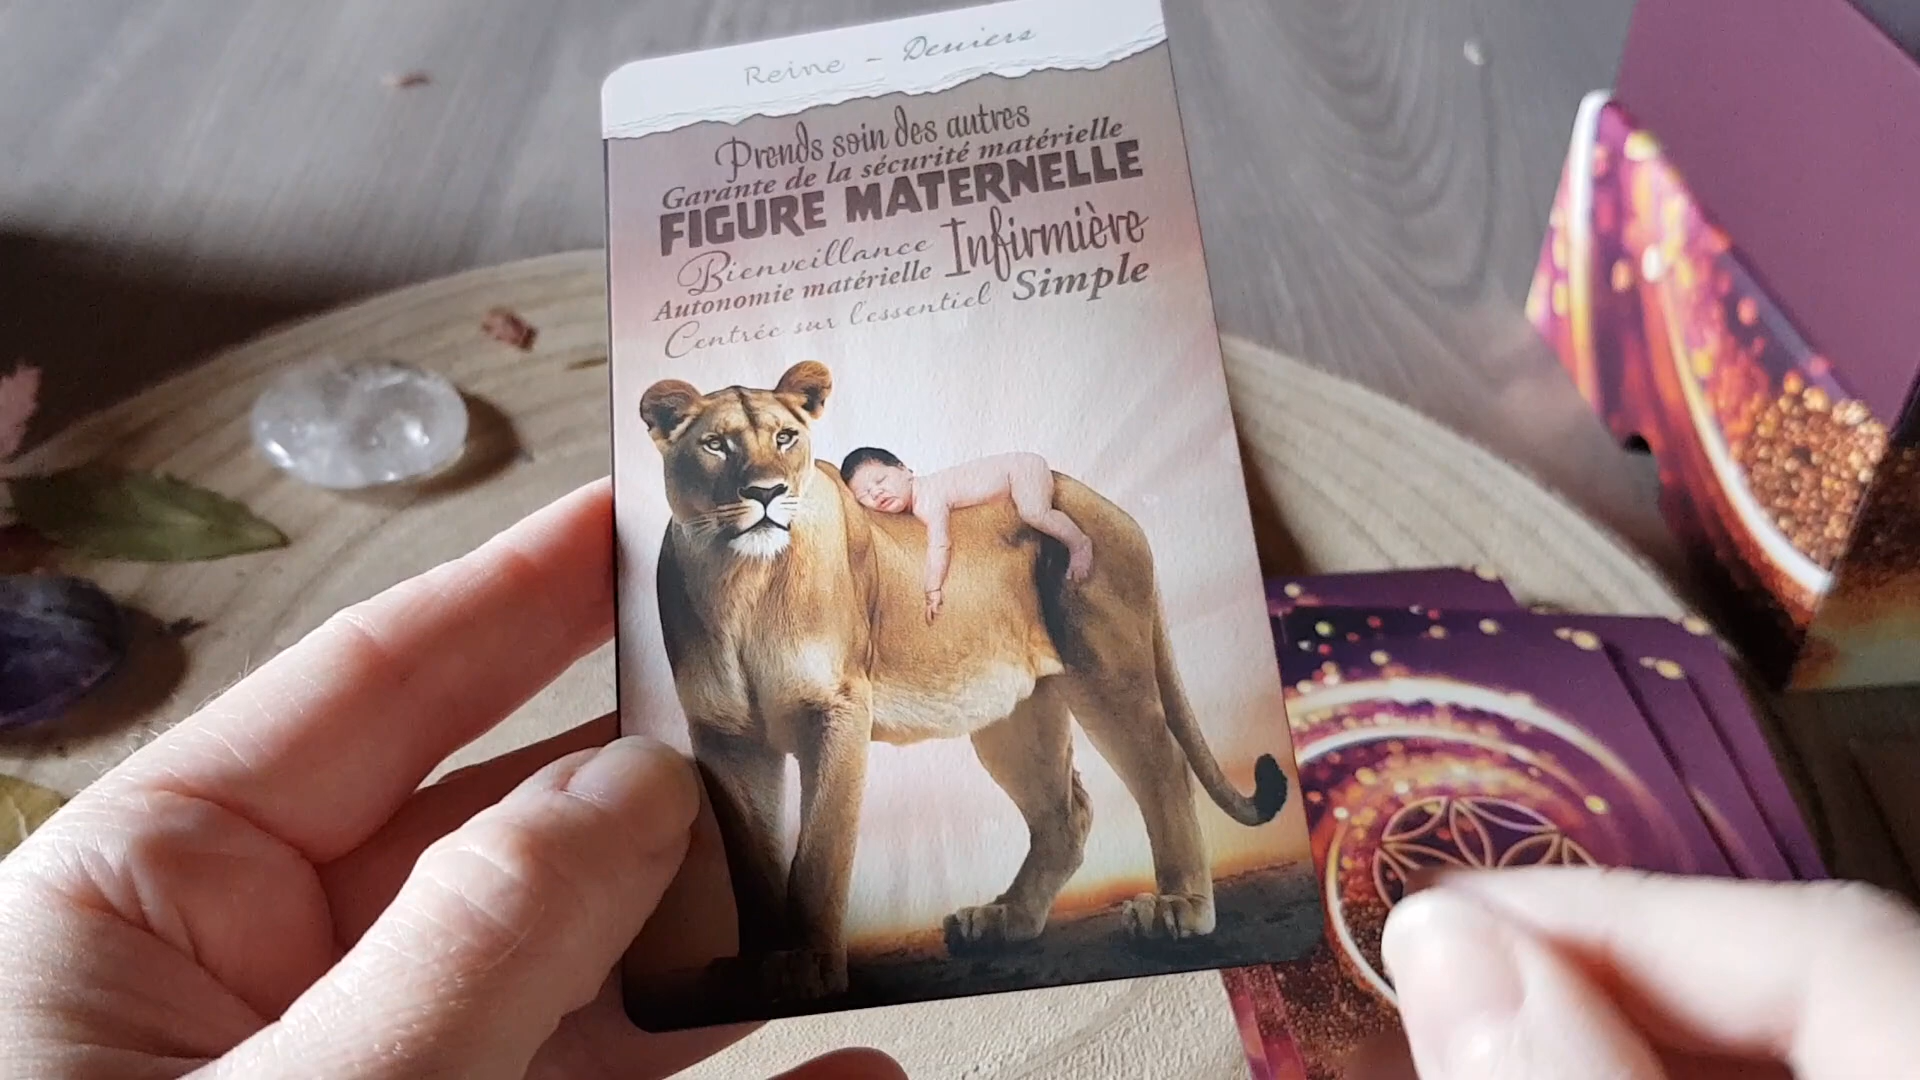 Reine - Deniers
Prends soin des autres
Garante de la sécurité matérielle
FIGURE MATERNELLE
Bienveillance Infirmière
Autonomie matérielle
Centrée sur l'essentiel Simple